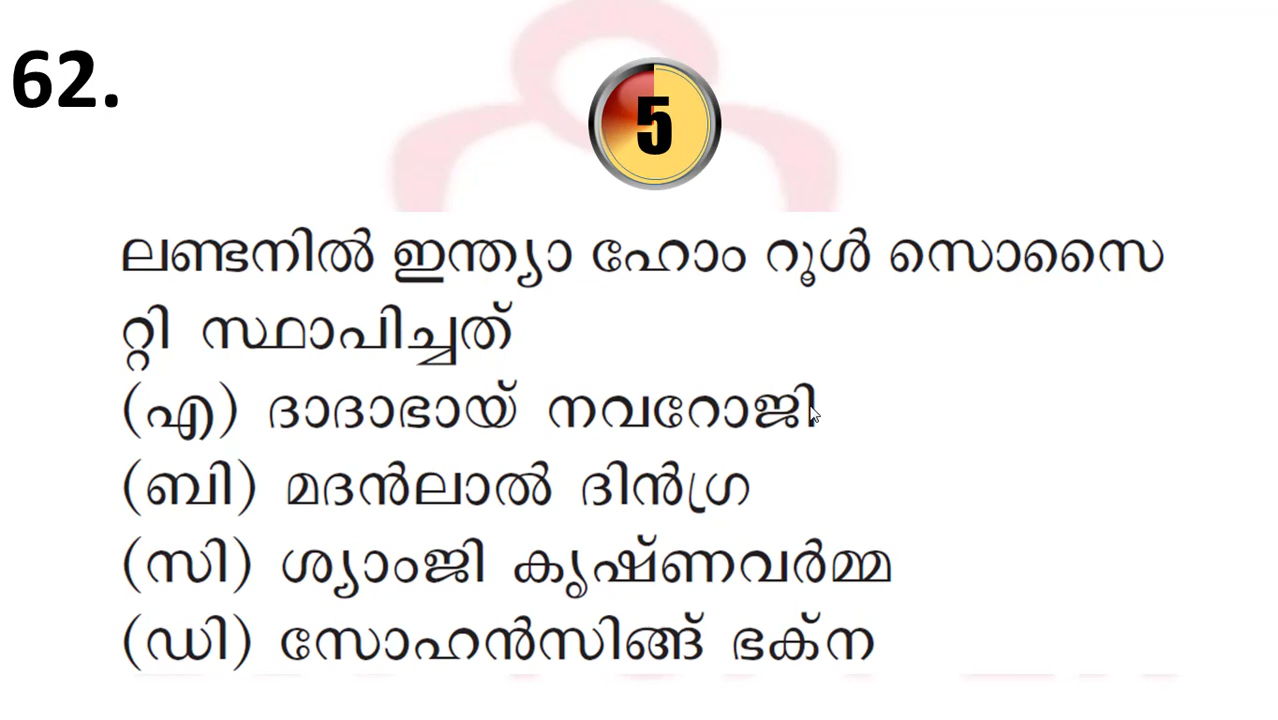 62.
5
ലണ്ടനിൽ ഇന്ത്യാ ഹോം റൂൾ സൊസൈ
റ്റി സ്ഥാപിച്ചത്
(എ) ദാദാഭായ് നവറോജി
(ബി) മദൻലാൽ ദിൻഗ്ര
(സി) ശ്യാംജി കൃഷ്ണവർമ്മ
(ഡി) സോഹൻസിങ്ങ് ഭക്ന